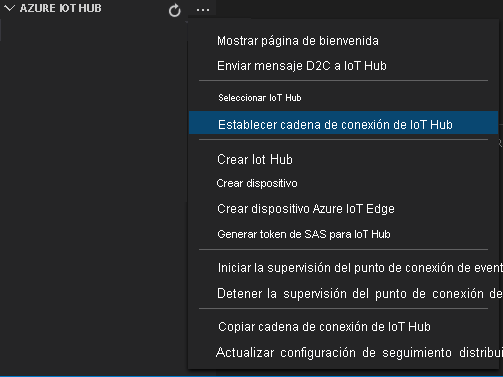 AZURE IOT HUB
Mostrar página de bienvenida
Enviar mensaje D2C a IoT Hub
Seleccionar IoT Hub
Establecer cadena de conexión de IoT Hub
Crear Iot Hub
Crear dispositivo
Crear dispositivo Azure IoT Edge
Generar token de SAS para IoT Hub
Iniciar la supervisión del punto de conexión de event
Detener la supervisión del punto de conexión de
Copiar cadena de conexión de IoT Hub
Actualizar configuración de seguimiento distribui